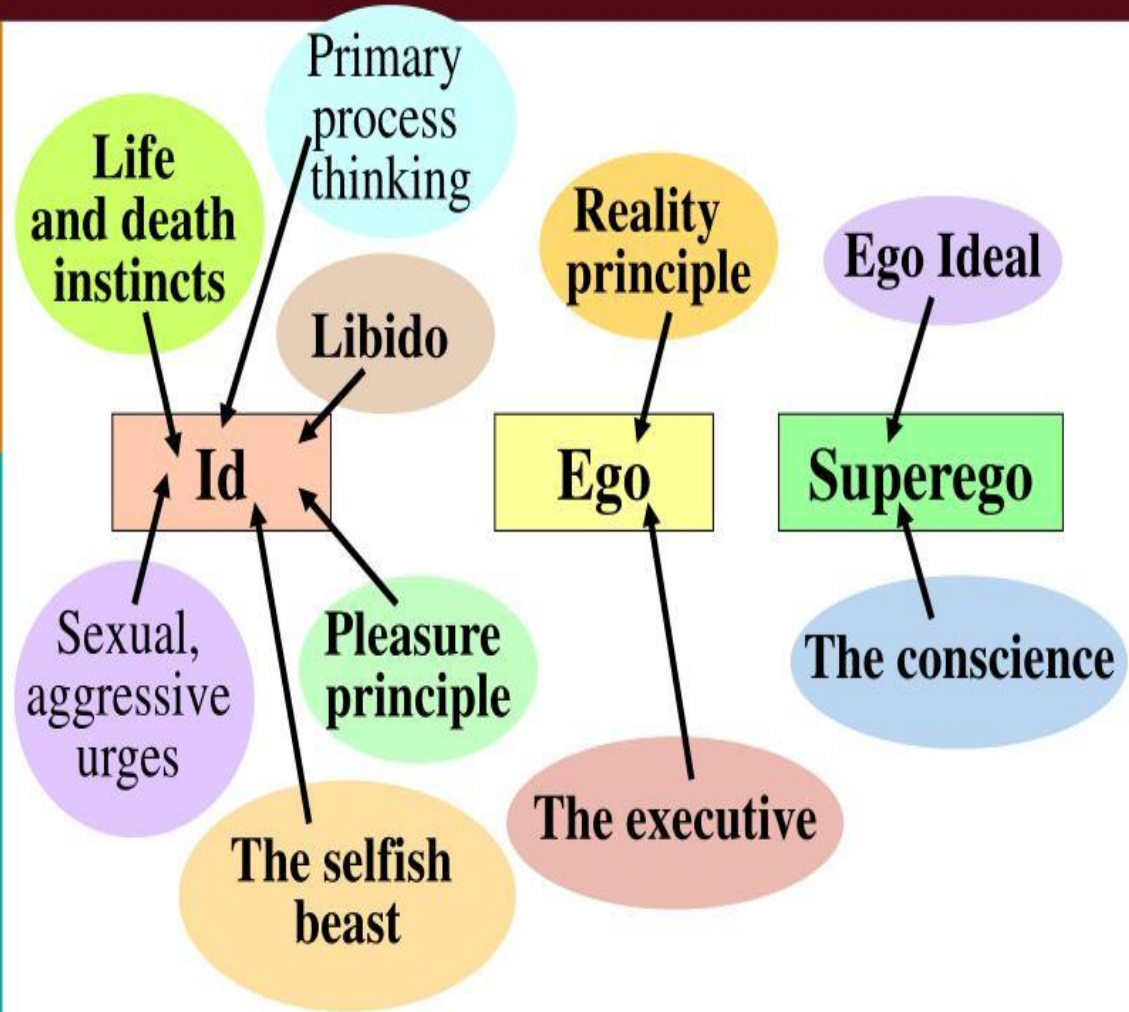 Primary
process
thinking
Life
and death
instincts
Libido
Reality
principle
Ego Ideal
Id
Ego
Superego
Sexual,
aggressive
urges
Pleasure
principle
The conscience
The selfish
beast
The executive